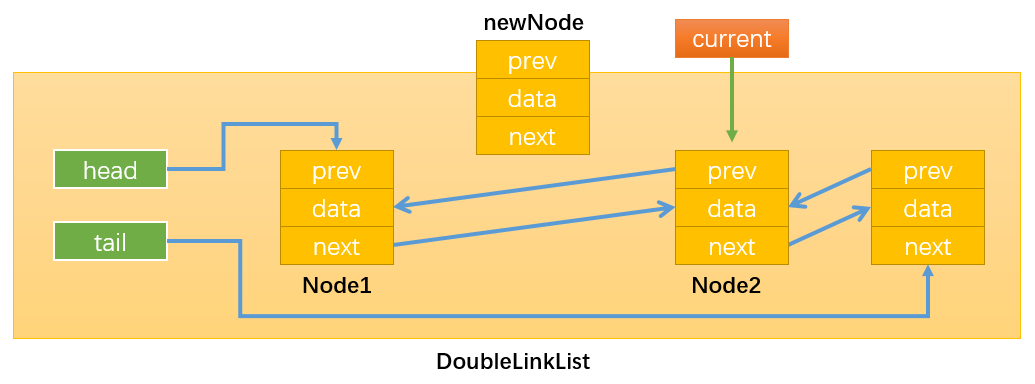 newNode
current
prev
data
next
head
tail
prev
data
next
Node1
prev
data
next
Node2
prev
data
next
DoubleLinkList